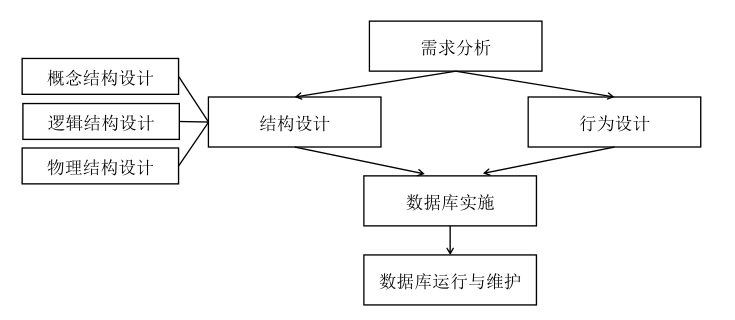 需求分析
概念结构设计
逻辑结构设计
物理结构设计
结构设计
行为设计
数据库实施
数据库运行与维护